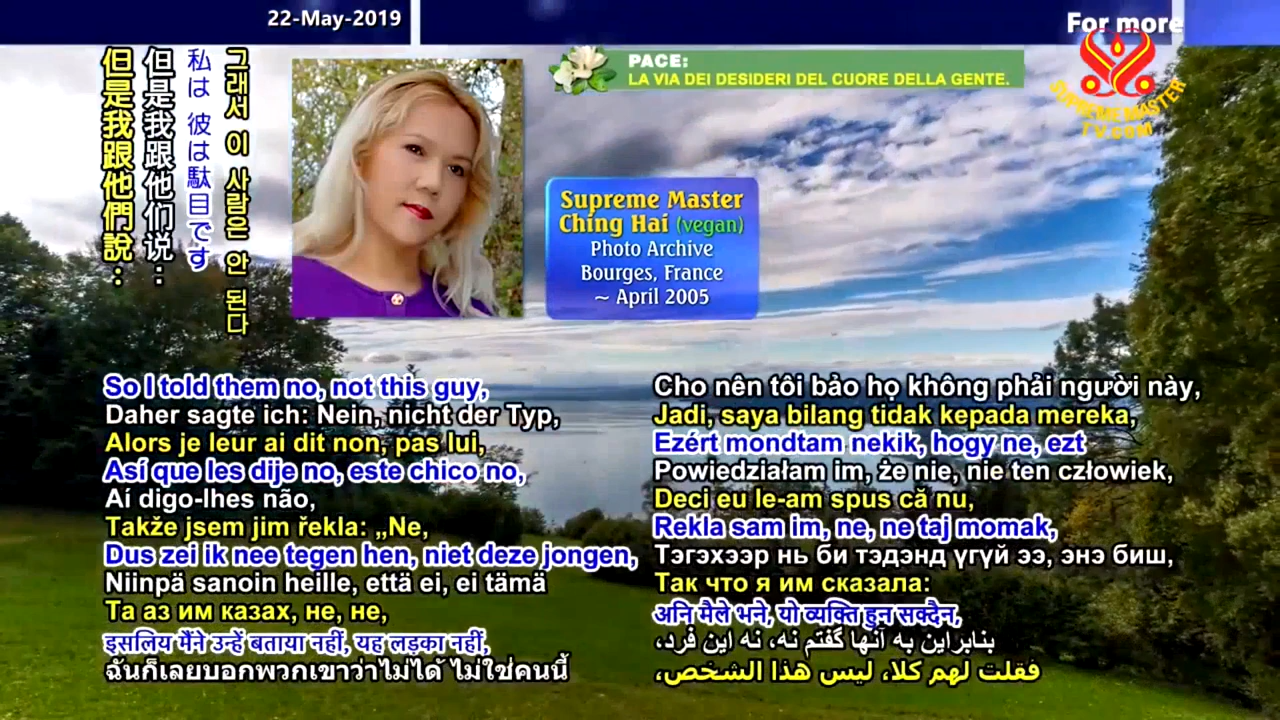 22-May-2019
For more
SUPREME MASTER
TV.COM
PACE:
LA VIA DEI DESIDERI DEL CUORE DELLA GENTE.
Supreme Master
Ching Hai (vegan)
Photo Archive
Bourges, France
~ April 2005
그래서 이 사람은 안 된다
私は 彼は駄目です
但是我跟他们说：
但是我跟他們說：
So I told them no, not this guy,
Daher sagte ich: Nein, nicht der Typ,
Alors je leur ai dit non, pas lui,
Así que les dije no, este chico no,
Aí digo-lhes não,
Takže jsem jim řekla: „Ne,
Dus zei ik nee tegen hen, niet deze jongen,
Niinpä sanoin heille, että ei, ei tämä
Та аз им казах, не, не,
इसलिय मैंने उन्हें बताया नहीं, यह लड़का नहीं,
ฉันก็เลยบอกพวกเขาว่าไม่ได้ ไม่ใช่คนนี้
Cho nên tôi bảo họ không phải người này,
Jadi, saya bilang tidak kepada mereka,
Ezért mondtam nekik, hogy ne, ezt
Powiedziałam im, że nie, nie ten człowiek,
Deci eu le-am spus că nu,
Rekla sam im, ne, ne taj momak,
Тэгэхээр нь би тэдэнд үгүй ээ, энэ биш,
Так что я им сказала:
अनि मैले भने, यो व्यक्ति हुन सक्दैन,
بنابراین به آنها گفتم نه، نه این فرد،
فقلت لهم كلا، ليس هذا الشخص،